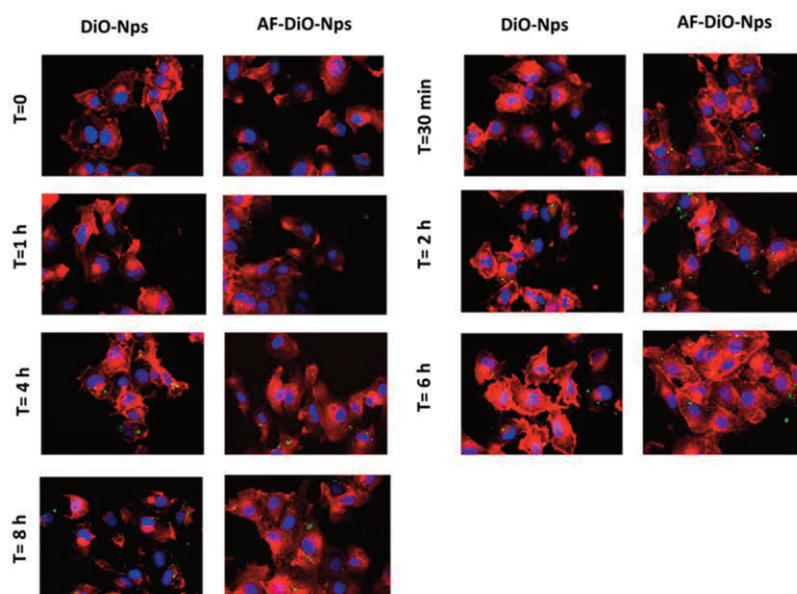 DiO-Nps AF-DiO-Nps DiO-Nps AF-DiO-Nps
T=0
T=30 min
T=1 h
T= 2 h
T= 4 h
T= 6 h
T= 8 h